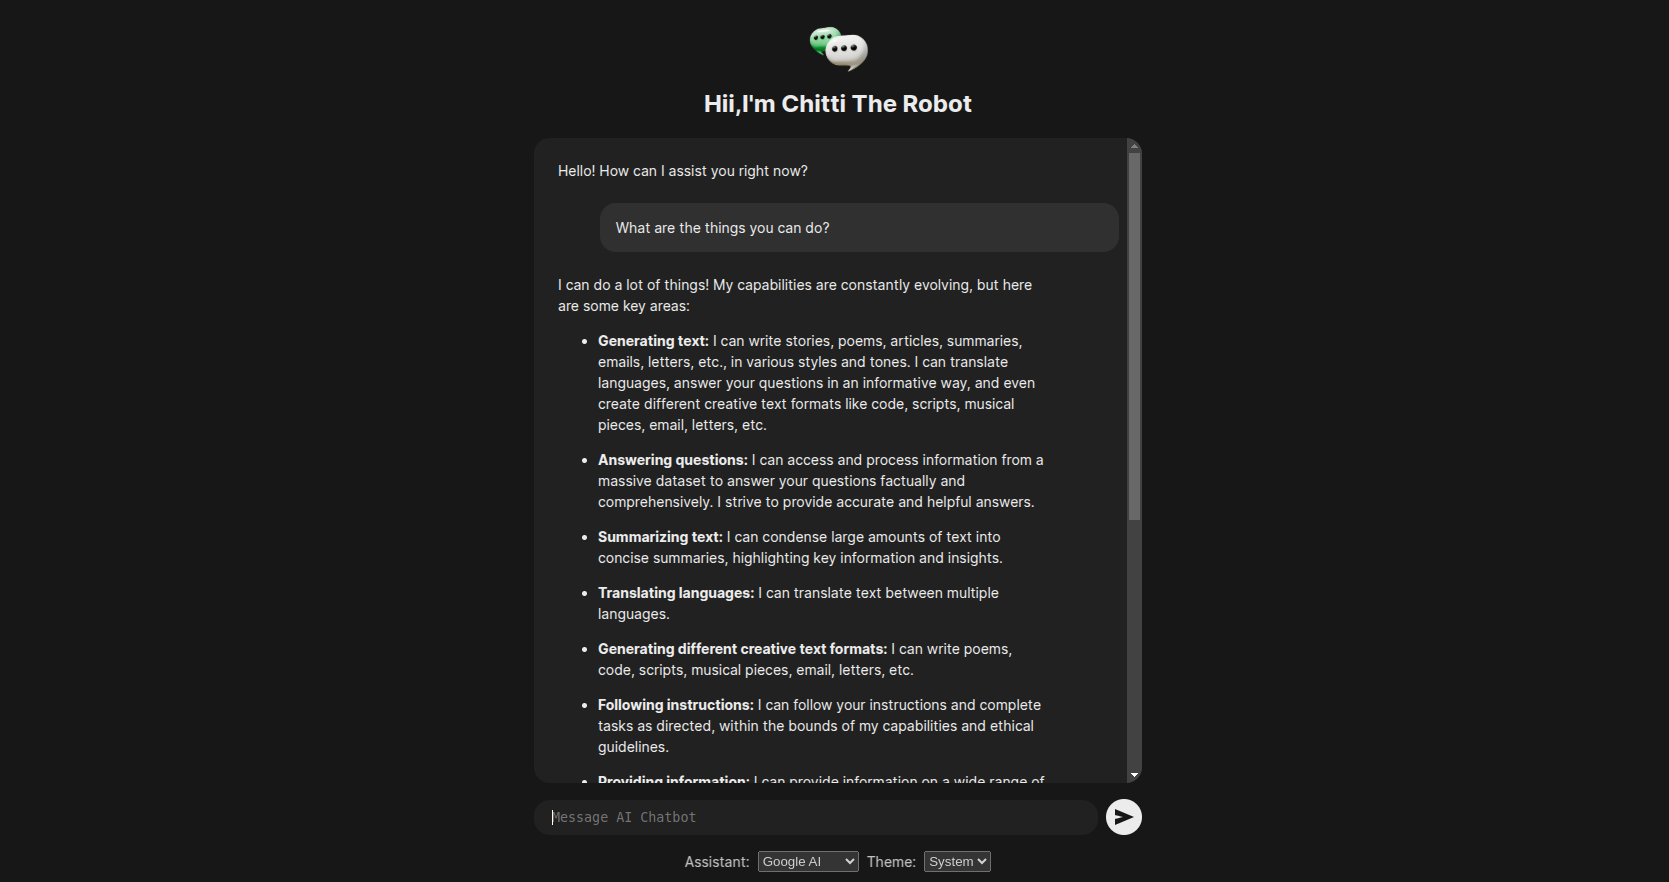 Hii,I'm Chitti The Robot
Hello! How can I assist you right now?
What are the things you can do?
I can do a lot of things! My capabilities are constantly evolving, but here
are some key areas:
• Generating text: I can write stories, poems, articles, summaries,
emails, letters, etc., in various styles and tones. I can translate
languages, answer your questions in an informative way, and even
create different creative text formats like code, scripts, musical
pieces, email, letters, etc.
• Answering questions: I can access and process information from a
massive dataset to answer your questions factually and
comprehensively. I strive to provide accurate and helpful answers.
• Summarizing text: I can condense large amounts of text into
concise summaries, highlighting key information and insights.
• Translating languages: I can translate text between multiple
languages.
• Generating different creative text formats: I can write poems,
code, scripts, musical pieces, email, letters, etc.
• Following instructions: I can follow your instructions and complete
tasks as directed, within the bounds of my capabilities and ethical
guidelines.
• Providing information: I can provide information on a wide range of
Message AI Chatbot
Assistant: Google AI Theme: System